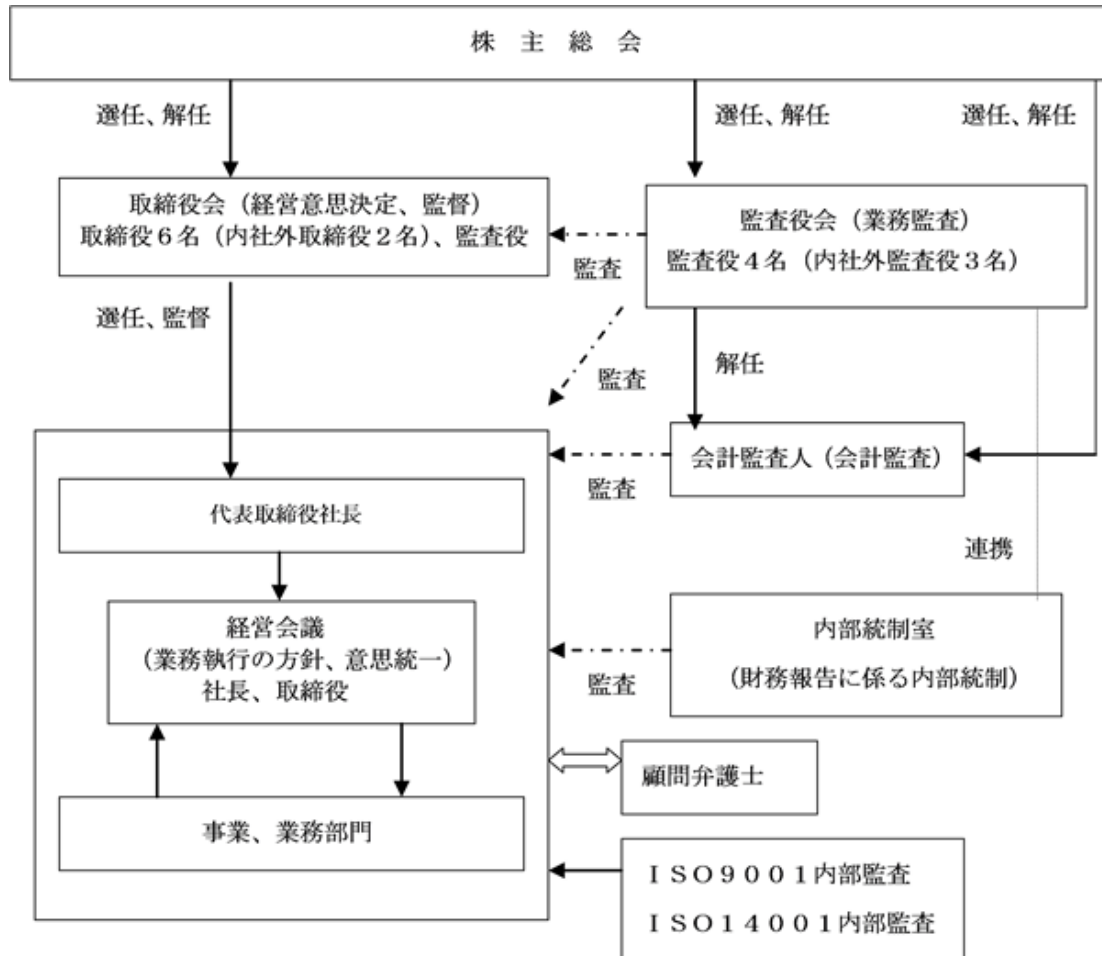 株 主 総 会
選任、解任
選任、解任
選任、解任
取締役会（経営意思決定、監督）
取締役６名（内社外取締役２名）、監査役
監査役会（業務監査）
監査役４名（内社外監査役３名）
監査
選任、監督
監査
解任
会計監査人（会計監査）
監査
代表取締役社長
連携
経営会議
（業務執行の方針、意思統一）
社長、取締役
内部統制室
（財務報告に係る内部統制）
監査
顧問弁護士
事業、業務部門
ＩＳＯ９００１内部監査
ＩＳＯ１４００１内部監査